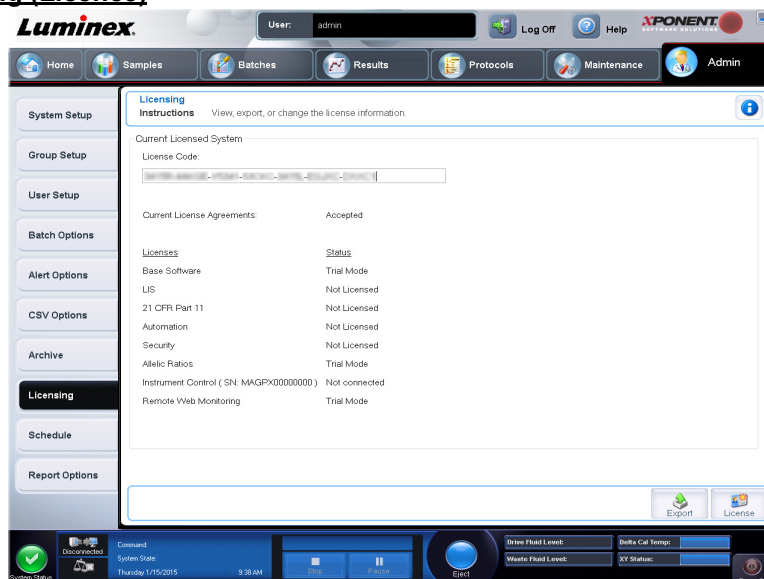 Luminex.
User: admin
Log Off
Help
XPONENT.
SOFTWARE SOLUTIONS
Home
Samples
Batches
Results
Protocols
Maintenance
Admin
System Setup
Group Setup
User Setup
Batch Options
Alert Options
CSV Options
Archive
Licensing
Schedule
Report Options
Licensing
Instructions View, export, or change the license information.
Current Licensed System
License Code:
Current License Agreements: Accepted
Licenses Status
Base Software Trial Mode
LIS Not Licensed
21 CFR Part 11 Not Licensed
Automation Not Licensed
Security Not Licensed
Allelic Ratios Trial Mode
Instrument Control ( SN: MAGPX00000000 ) Not connected
Remote Web Monitoring Trial Mode
Export
License
System Status
Disconnected
Command:
System State:
Thursday 1/15/2015 9:38 AM
Stop
Pause
Eject
Drive Fluid Level:
Waste Fluid Level:
Delta Cal Temp:
XY Status: